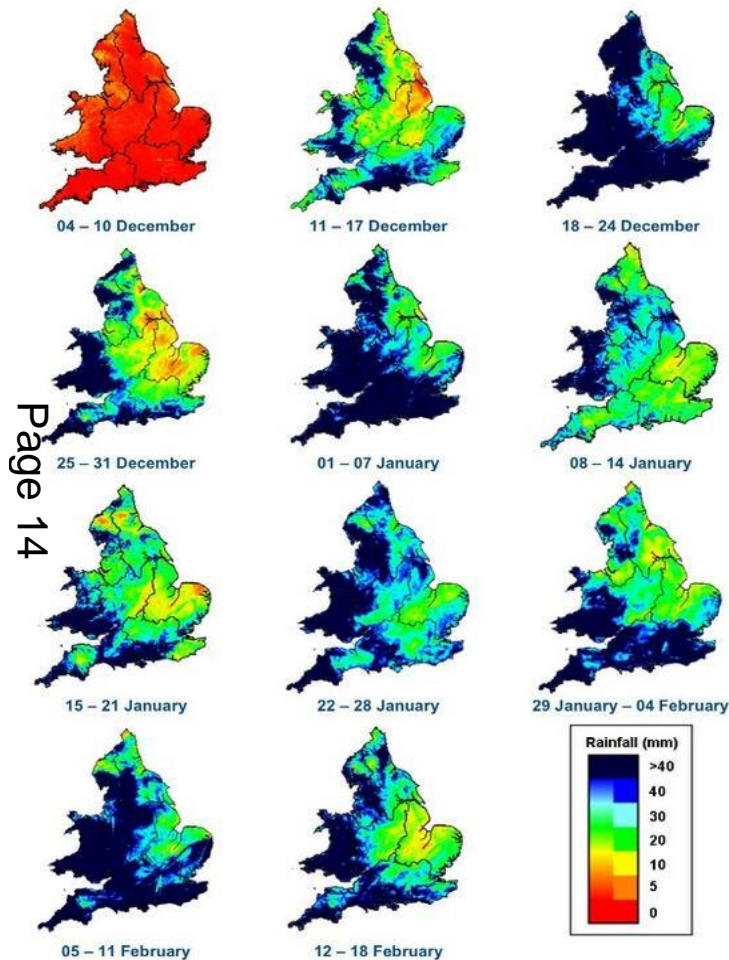 04 – 10 December
11 – 17 December
18 – 24 December
25 – 31 December
01 – 07 January
08 – 14 January
Page 14
15 – 21 January
22 – 28 January
29 January – 04 February
05 – 11 February
12 – 18 February
Rainfall (mm)
>40
40
30
20
10
5
0